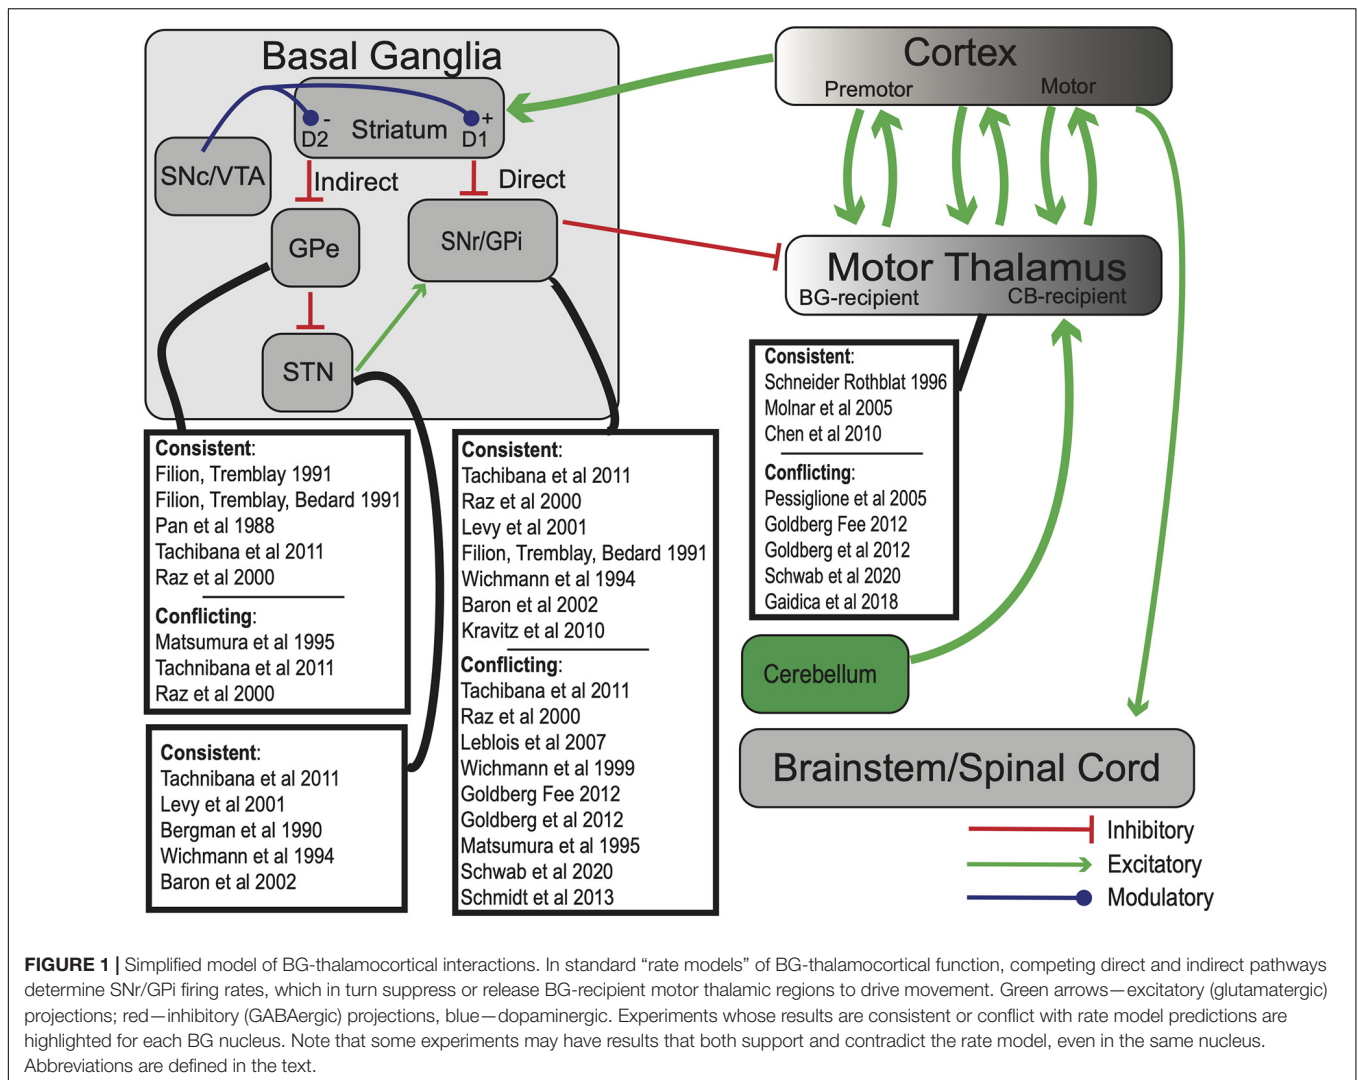 Basal Ganglia
Cortex
Premotor
Motor
D2
-
Striatum
D1
+
SNc/VTA
Indirect
Direct
GPe
SNr/GPi
STN
Motor Thalamus
BG-recipient
CB-recipient
Consistent:
Filion, Tremblay 1991
Filion, Tremblay, Bedard 1991
Pan et al 1988
Tachibana et al 2011
Raz et al 2000
Conflicting:
Matsumura et al 1995
Tachnibana et al 2011
Raz et al 2000
Consistent:
Tachnibana et al 2011
Levy et al 2001
Bergman et al 1990
Wichmann et al 1994
Baron et al 2002
Consistent:
Tachibana et al 2011
Raz et al 2000
Levy et al 2001
Filion, Tremblay, Bedard 1991
Wichmann et al 1994
Baron et al 2002
Kravitz et al 2010
Conflicting:
Tachibana et al 2011
Raz et al 2000
Leblois et al 2007
Wichmann et al 1999
Goldberg Fee 2012
Goldberg et al 2012
Matsumura et al 1995
Schwab et al 2020
Schmidt et al 2013
Consistent:
Schneider Rothblat 1996
Molnar et al 2005
Chen et al 2010
Conflicting:
Pessiglione et al 2005
Goldberg Fee 2012
Goldberg et al 2012
Schwab et al 2020
Gaidica et al 2018
Cerebellum
Brainstem/Spinal Cord
Inhibitory
Excitatory
Modulatory
FIGURE 1 | Simplified model of BG-thalamocortical interactions. In standard “rate models” of BG-thalamocortical function, competing direct and indirect pathways
determine SNr/GPi firing rates, which in turn suppress or release BG-recipient motor thalamic regions to drive movement. Green arrows—excitatory (glutamatergic)
projections; red—inhibitory (GABAergic) projections, blue—dopaminergic. Experiments whose results are consistent or conflict with rate model predictions are
highlighted for each BG nucleus. Note that some experiments may have results that both support and contradict the rate model, even in the same nucleus.
Abbreviations are defined in the text.